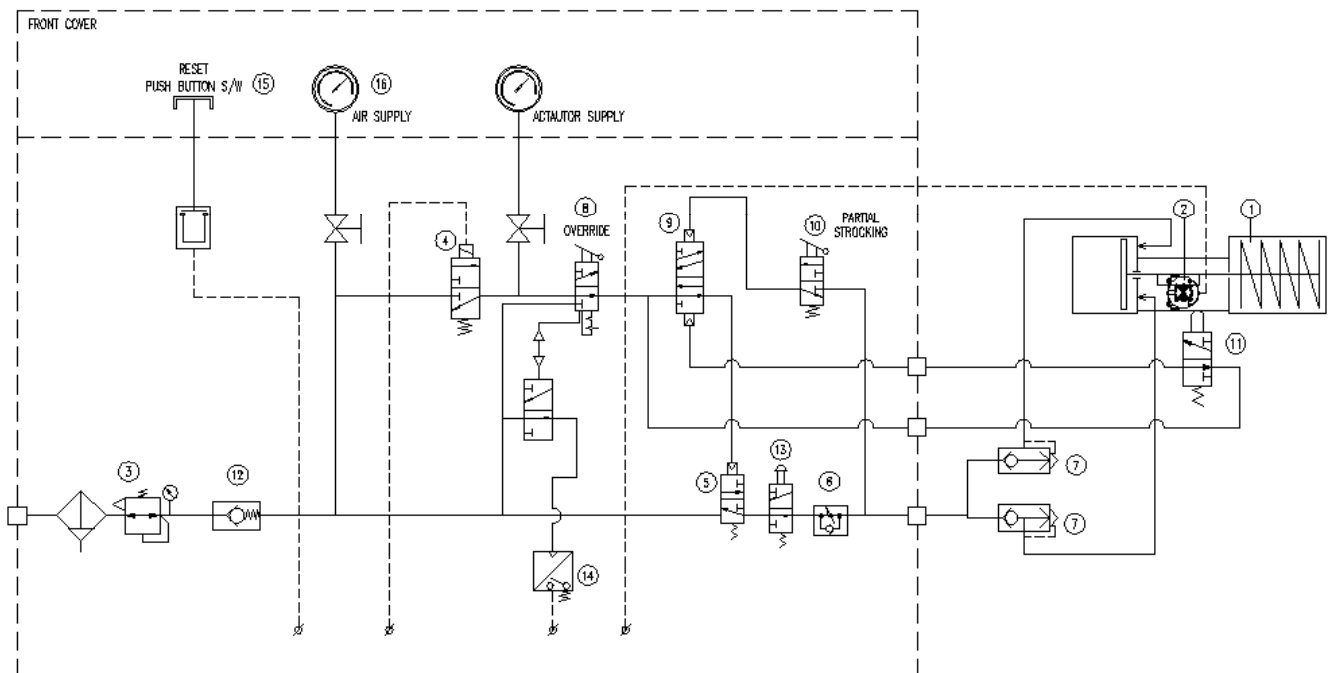 FRONT COVER
RESET
PUSH BUTTON S/W 15
16
AIR SUPPLY
ACTAUTOR SUPPLY
8
OVERRIDE
4
9
10
PARTIAL
STROCKING
2
1
11
3
12
5
13
6
7
7
14